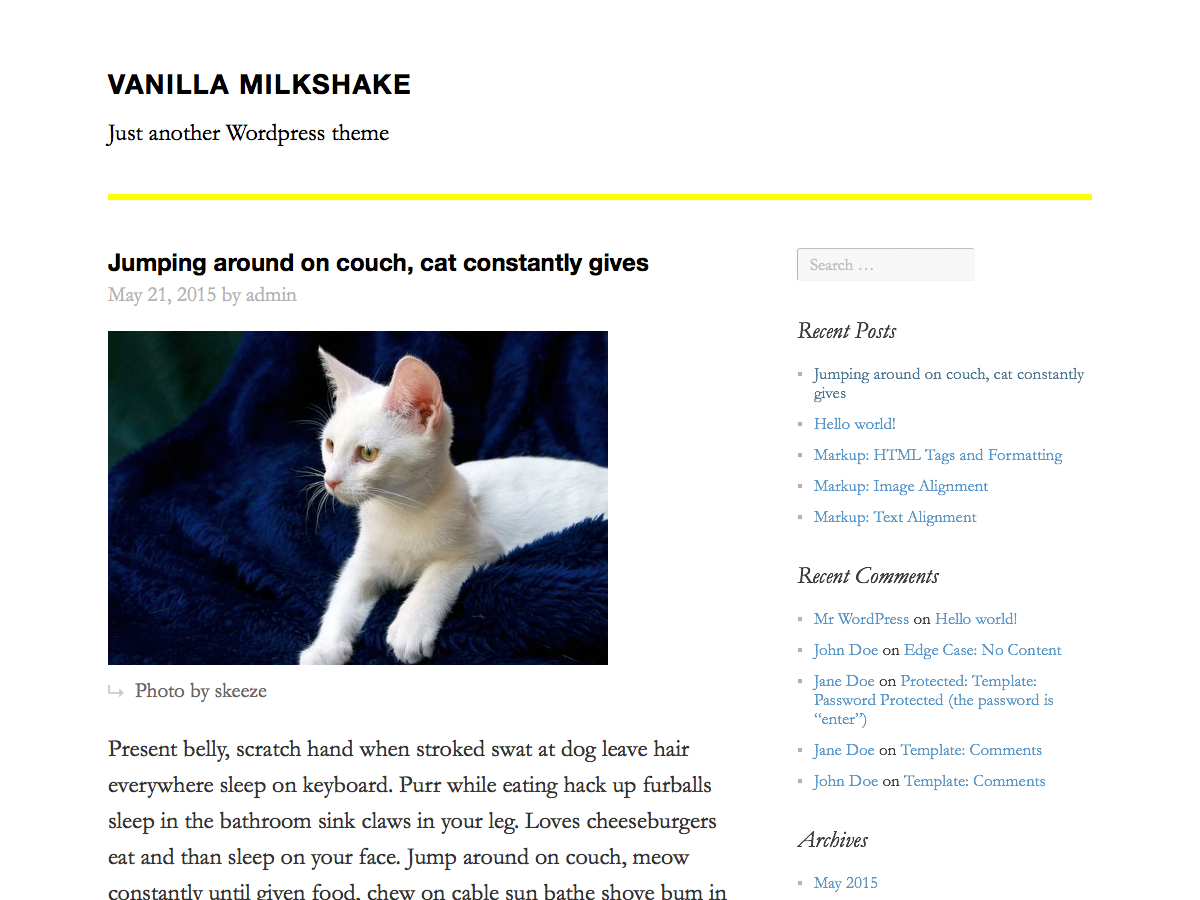 VANILLA MILKSHAKE
Just another Wordpress theme
Jumping around on couch, cat constantly gives
May 21, 2015 by admin
Photo by skeeze
Present belly, scratch hand when stroked swat at dog leave hair
everywhere sleep on keyboard. Purr while eating hack up furballs
sleep in the bathroom sink claws in your leg. Loves cheeseburgers
eat and than sleep on your face. Jump around on couch, meow
constantly until given food, chew on cable sun bathe shove bum in
Search …
Recent Posts
Jumping around on couch, cat constantly
gives
Hello world!
Markup: HTML Tags and Formatting
Markup: Image Alignment
Markup: Text Alignment
Recent Comments
Mr WordPress on Hello world!
John Doe on Edge Case: No Content
Jane Doe on Protected: Template:
Password Protected (the password is
“enter”)
Jane Doe on Template: Comments
John Doe on Template: Comments
Archives
May 2015